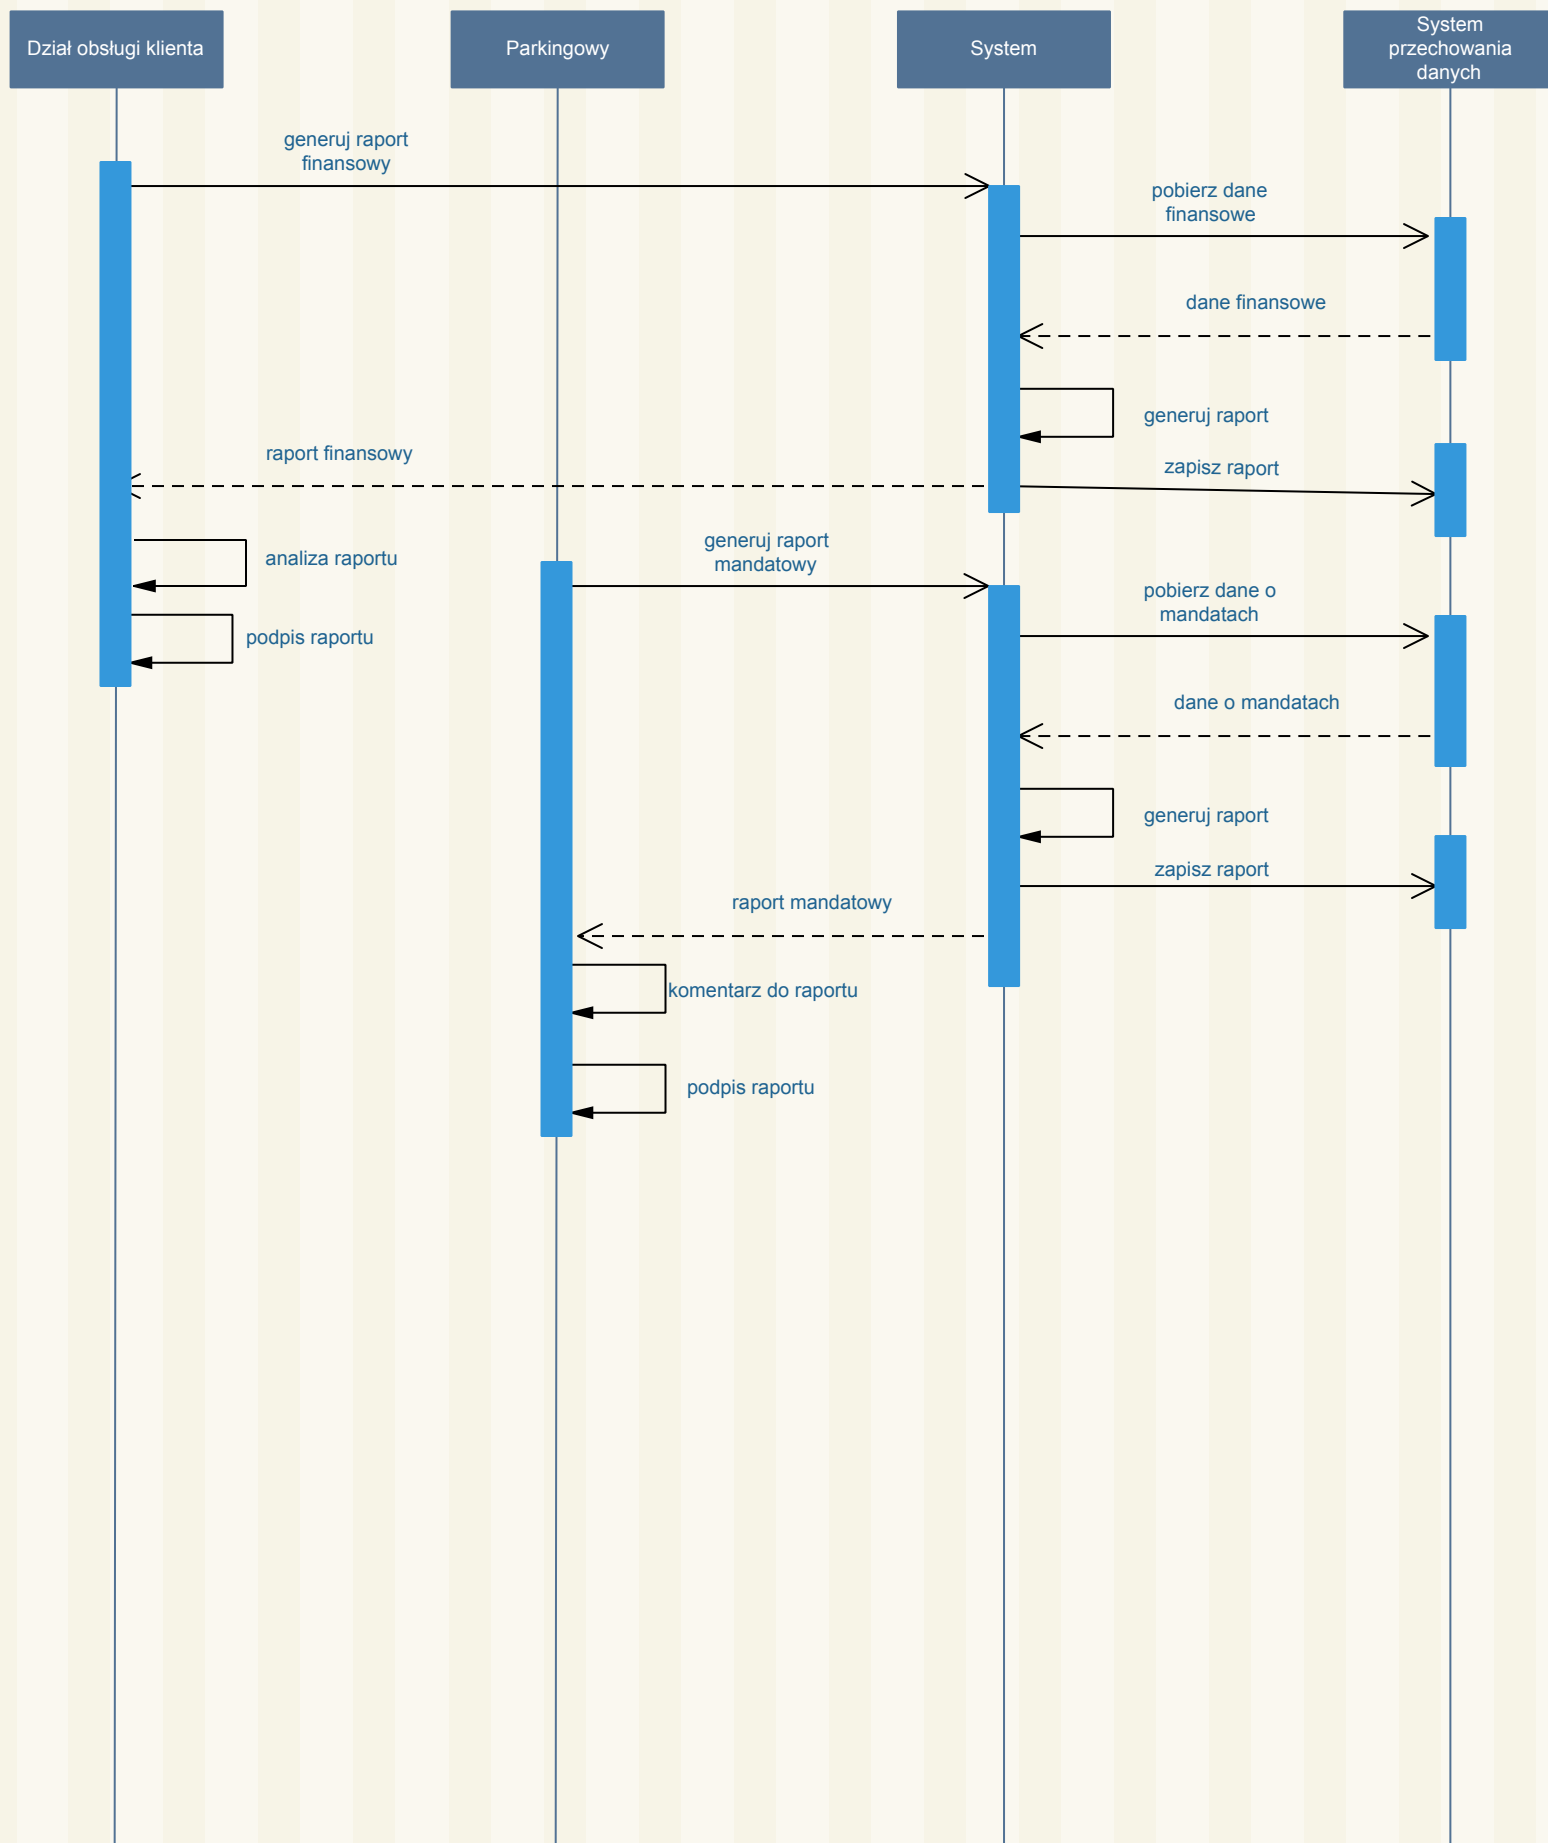 Dział obsługi klienta
Parkingowy
System
System
przechowania
danych
generuj raport
finansowy
pobierz dane
finansowe
dane finansowe
generuj raport
raport finansowy
zapisz raport
analiza raportu
generuj raport
mandatowy
pobierz dane o
mandatach
podpis raportu
dane o mandatach
generuj raport
zapisz raport
raport mandatowy
komentarz do raportu
podpis raportu